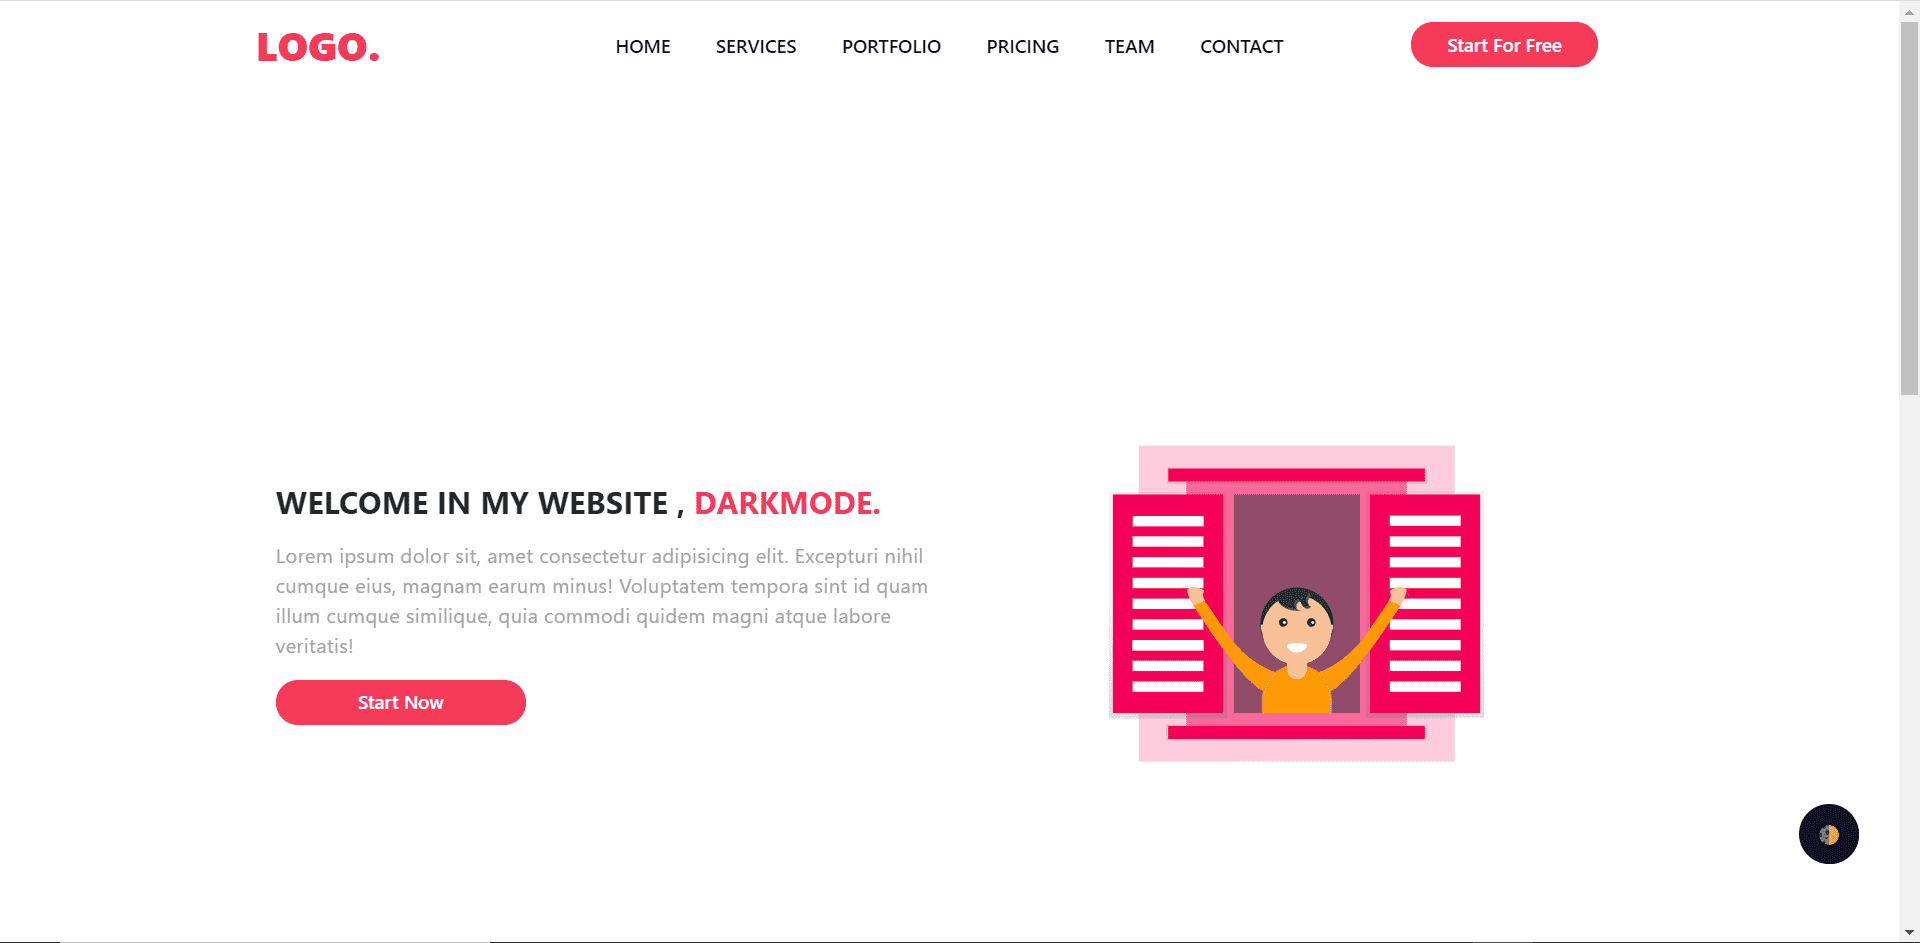 LOGO.
HOME SERVICES PORTFOLIO PRICING TEAM CONTACT
Start For Free
WELCOME IN MY WEBSITE , DARKMODE.
Lorem ipsum dolor sit, amet consectetur adipisicing elit. Excepturi nihil
cumque eius, magnam earum minus! Voluptatem tempora sint id quam
illum cumque similique, quia commodi quidem magni atque labore
veritatis!
Start Now